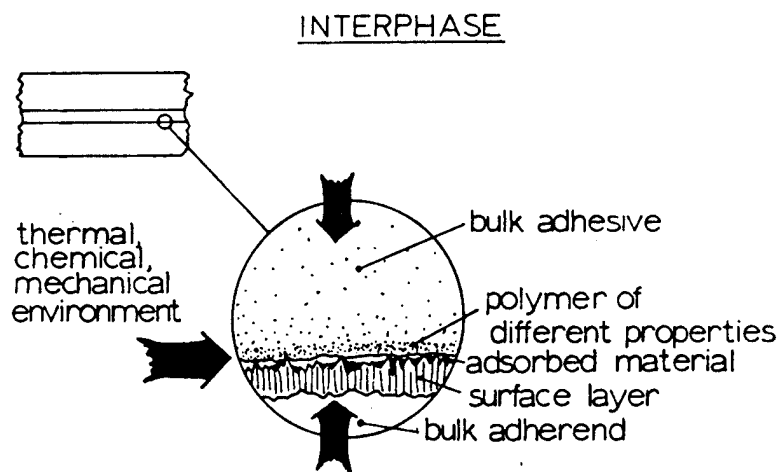 INTERPHASE
thermal,
chemical,
mechanical
environment
bulk adhesive
polymer of
different properties
adsorbed material
surface layer
bulk adherend